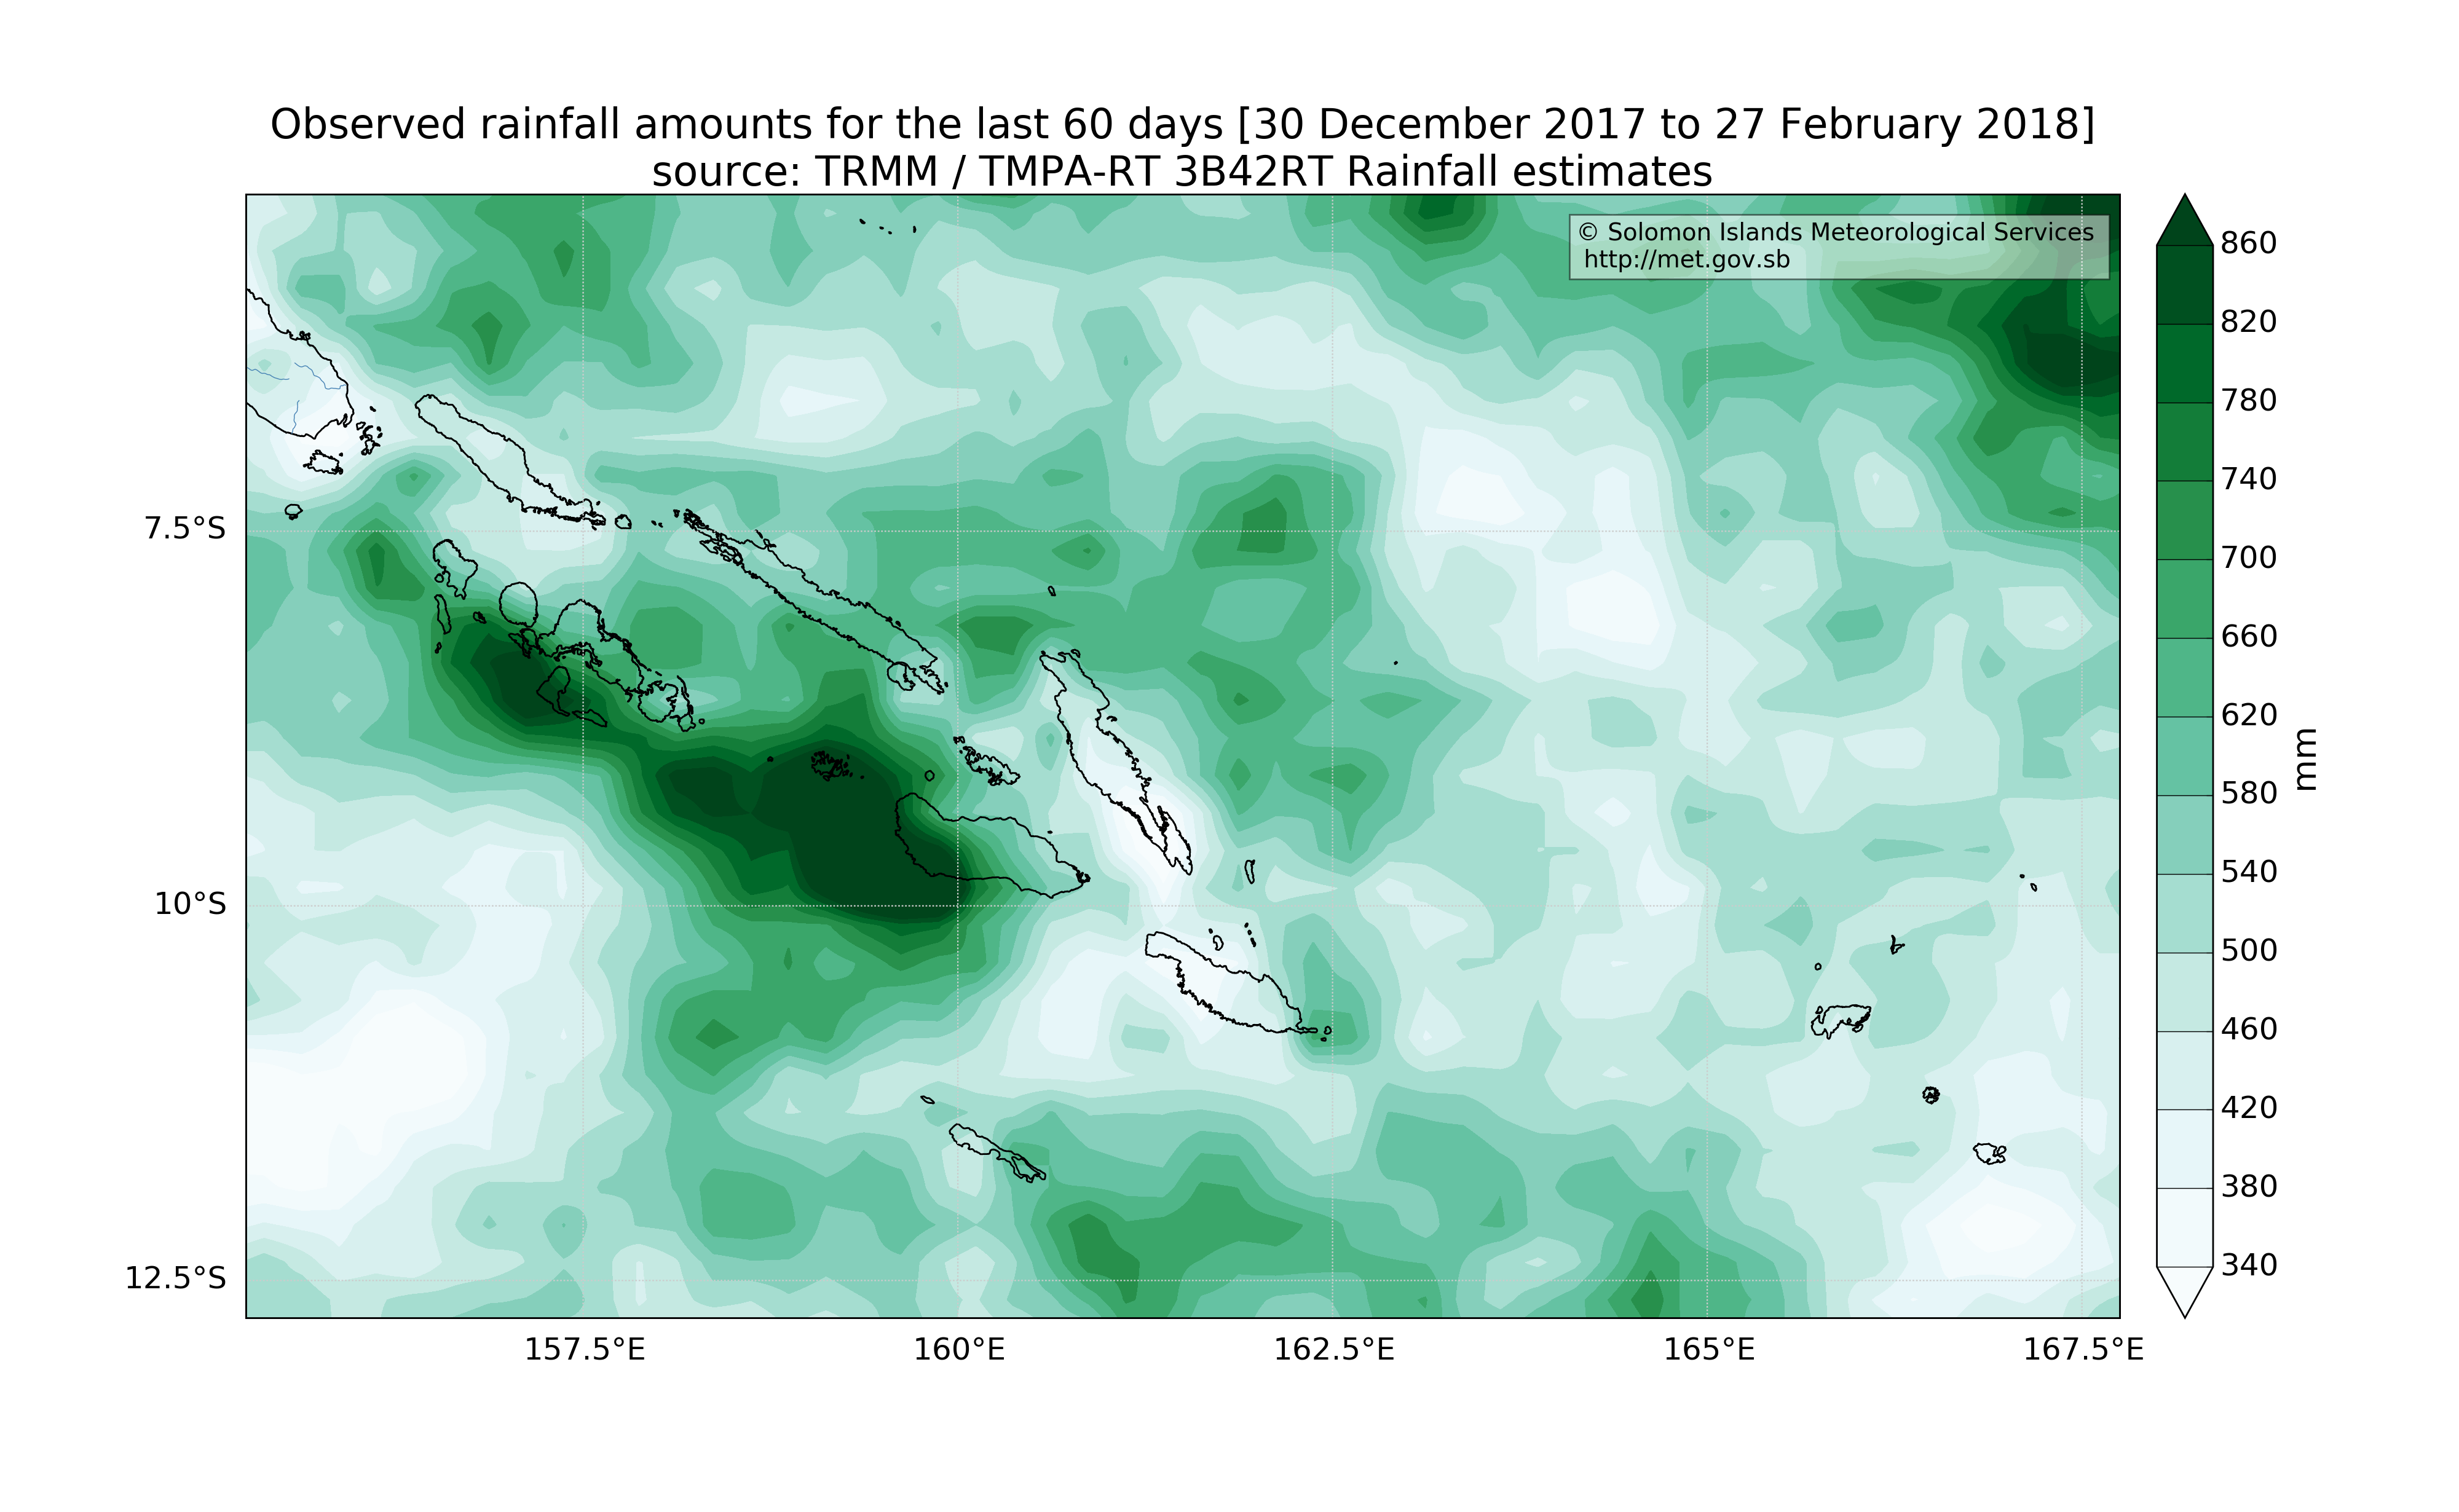 Observed rainfall amounts for the last 60 days [30 December 2017 to 27 February 2018]
source: TRMM / TMPA-RT 3B42RT Rainfall estimates
© Solomon Islands Meteorological Services
http://met.gov.sb
7.5°S
10°S
12.5°S
157.5°E
160°E
162.5°E
165°E
167.5°E
860
820
780
740
700
660
620
580
540
500
460
420
380
340
mm